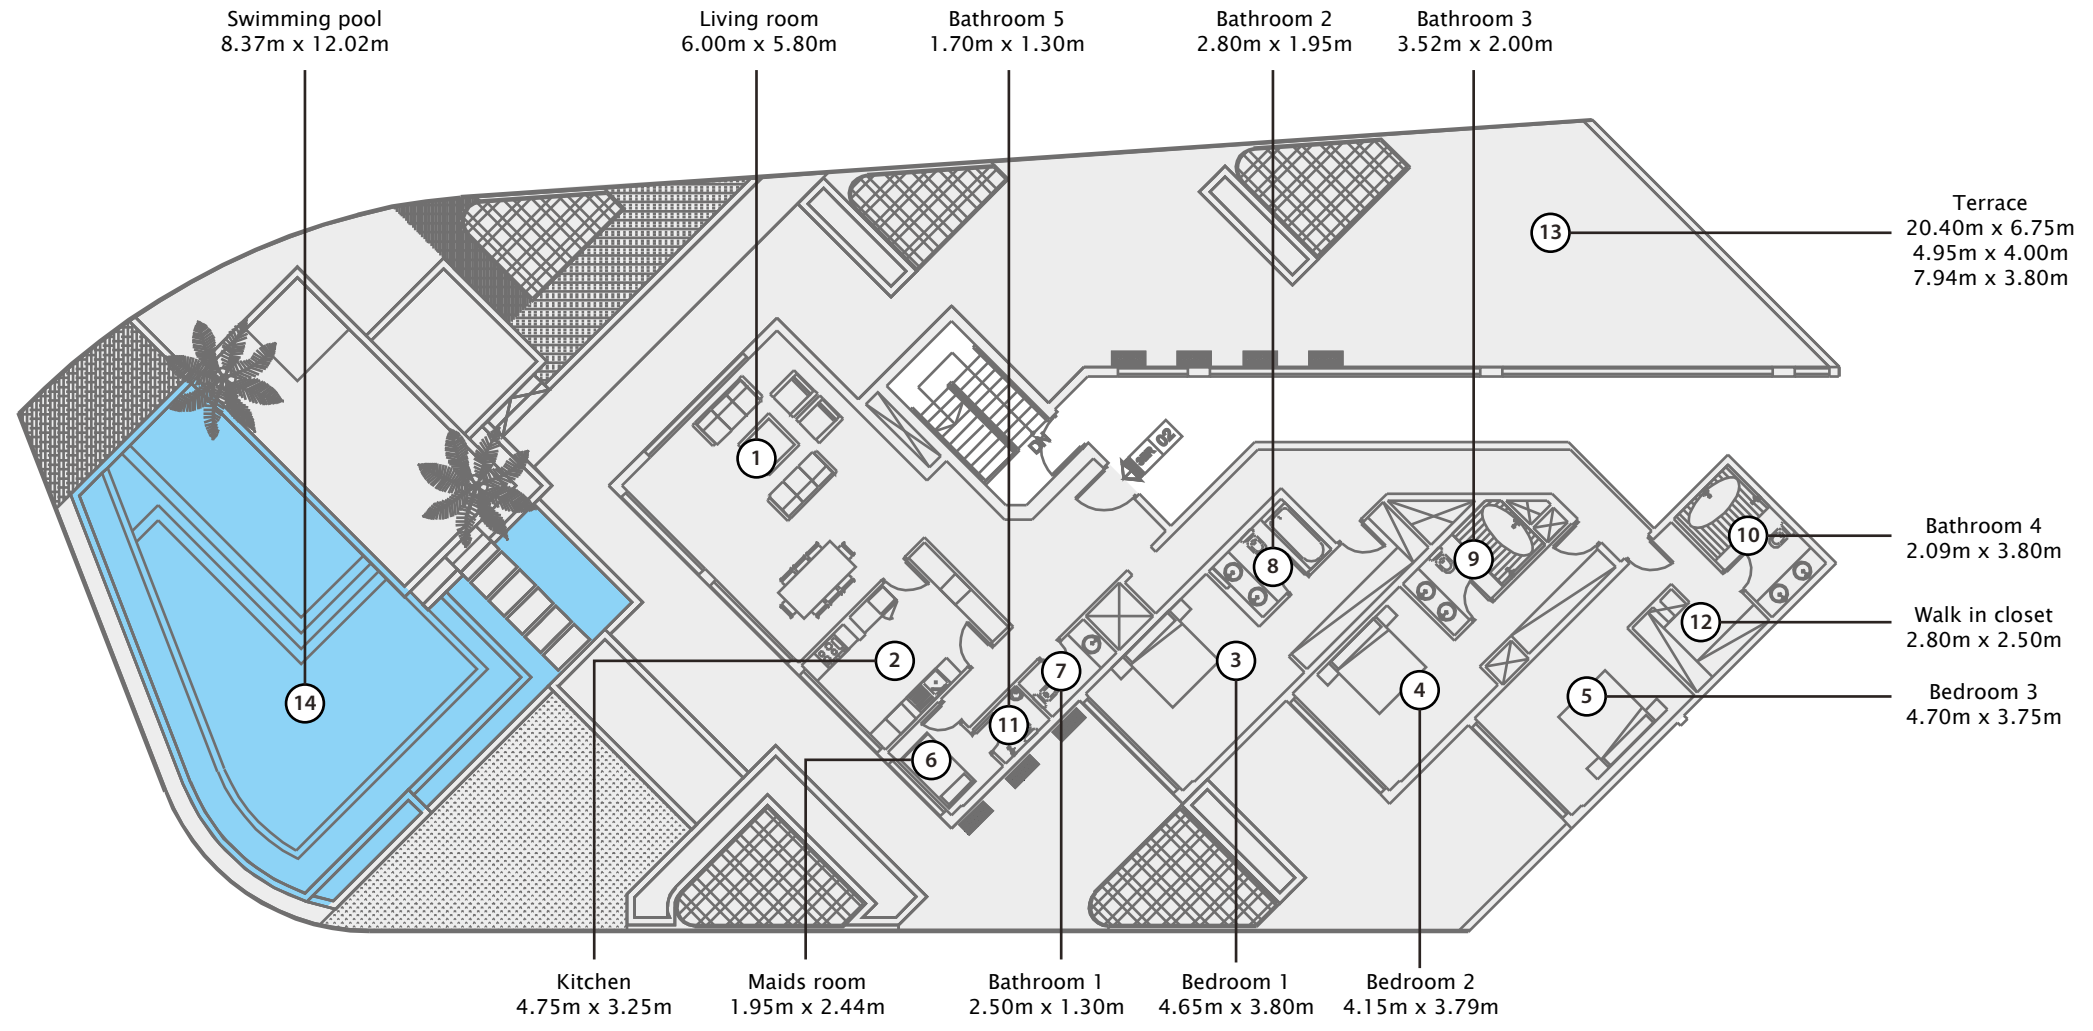 Swimming pool
8.37m x 12.02m
Living room
6.00m x 5.80m
Bathroom 5
1.70m x 1.30m
Bathroom 2
2.80m x 1.95m
Bathroom 3
3.52m x 2.00m
Terrace
20.40m x 6.75m
4.95m x 4.00m
7.94m x 3.80m
13
DN
02
1
10
Bathroom 4
2.09m x 3.80m
9
8
12
Walk in closet
2.80m x 2.50m
2
3
7
4
5
Bedroom 3
4.70m x 3.75m
14
11
6
Kitchen
4.75m x 3.25m
Maids room
1.95m x 2.44m
Bathroom 1
2.50m x 1.30m
Bedroom 1
4.65m x 3.80m
Bedroom 2
4.15m x 3.79m